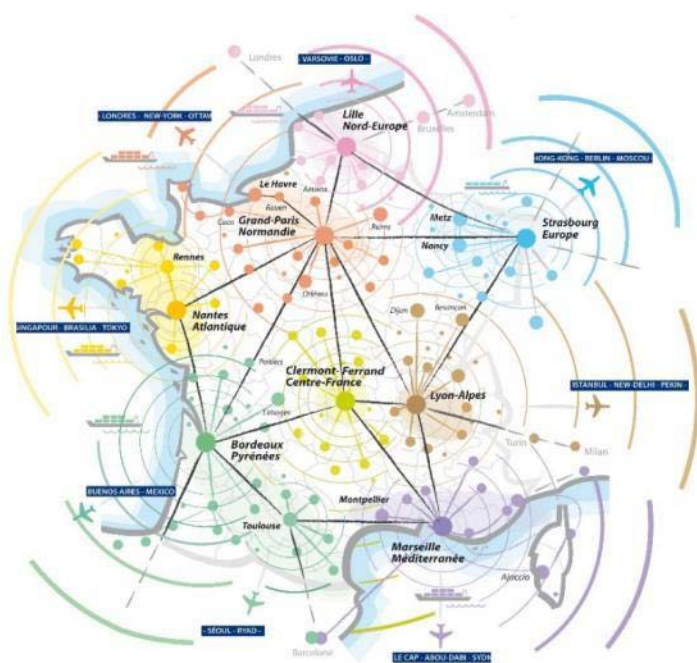 Londres
- VARSOVIE - OSLO -
- LONDRES - NEW-YORK - OTTAW
Lille
Nord-Europe
Bruxelles
Amsterdam
HONG-KONG - BERLIN - MOSCOU -
Le Havre
Amiens
Rouen
Caen
Grand-Paris
Normandie
Reims
Metz
Nancy
Strasbourg
Europe
Rennes
Orléans
Nantes
Atlantique
UNGAPOUR - BRASILIA - TOKYO
Dijon
Besançon
Poitiers
Clermont-Ferrand
Centre-France
Lyon-Alpes
ISTANBUL - NEW-DELHI - PEKIN -
Limoges
Bordeaux
Pyrénées
Turin
Milan
BUENOS AIRES - MEXICO
Montpellier
Toulouse
Marseille
Méditerranée
Ajaccio
- SÉOUL - RYAD -
Barcelone
LE CAP - ABOU-DABI - SYDN